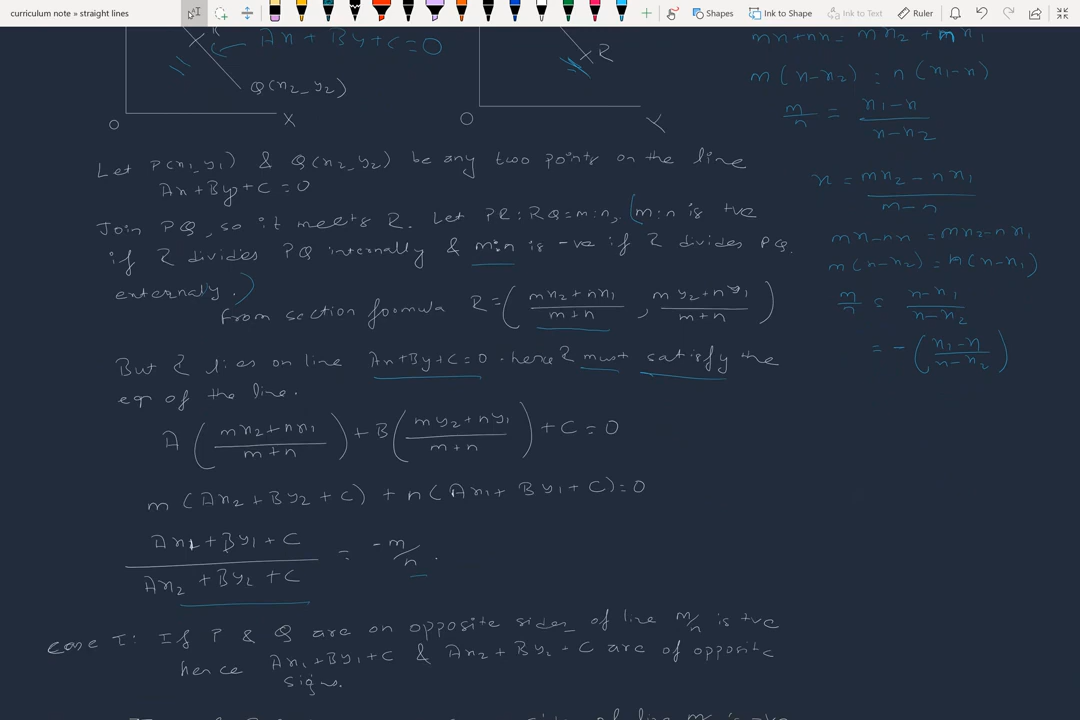 curriculum note » straight lines
Shapes Ink to Shape Ink to Text Ruler
R
Ax + By + C = 0
Q(x2, y2)
O X
R
O Y
mx + nx = mx2 + nx1
m(x-x2) = n(x1-x)
m/n = (x1-x)/(x-x2)
Let P(x1, y1) & Q(x2, y2) be any two points on the line
Ax+By+C=0
Join PQ, so it meets R. Let PR:RQ=m:n, (m:n is +ve
if R divides PQ internally & m:n is -ve if R divides PQ.
externally.)
from section formula R = ( (mx2+nx1)/(m+n) , (my2+ny1)/(m+n) )
x = (mx2 - nx1)/(m-n)
mx-nx = mx2-nx1
m(x-x2) = n(x-x1)
m/n = (x-x1)/(x-x2)
= - ( (x1-x)/(x-x2) )
But R lies on line Ax+By+C=0. here R must satisfy the
eqn of the line.
A ( (mx2+nx1)/(m+n) ) + B ( (my2+ny1)/(m+n) ) + C = 0
m (Ax2 + By2 + C) + n (Ax1 + By1 + C) = 0
(Ax1 + By1 + C)/(Ax2 + By2 + C) = -m/n .
case I: If P & Q are on opposite sides of line m/n is +ve
hence Ax1 + By1 + C & Ax2 + By2 + C are of opposite
signs.